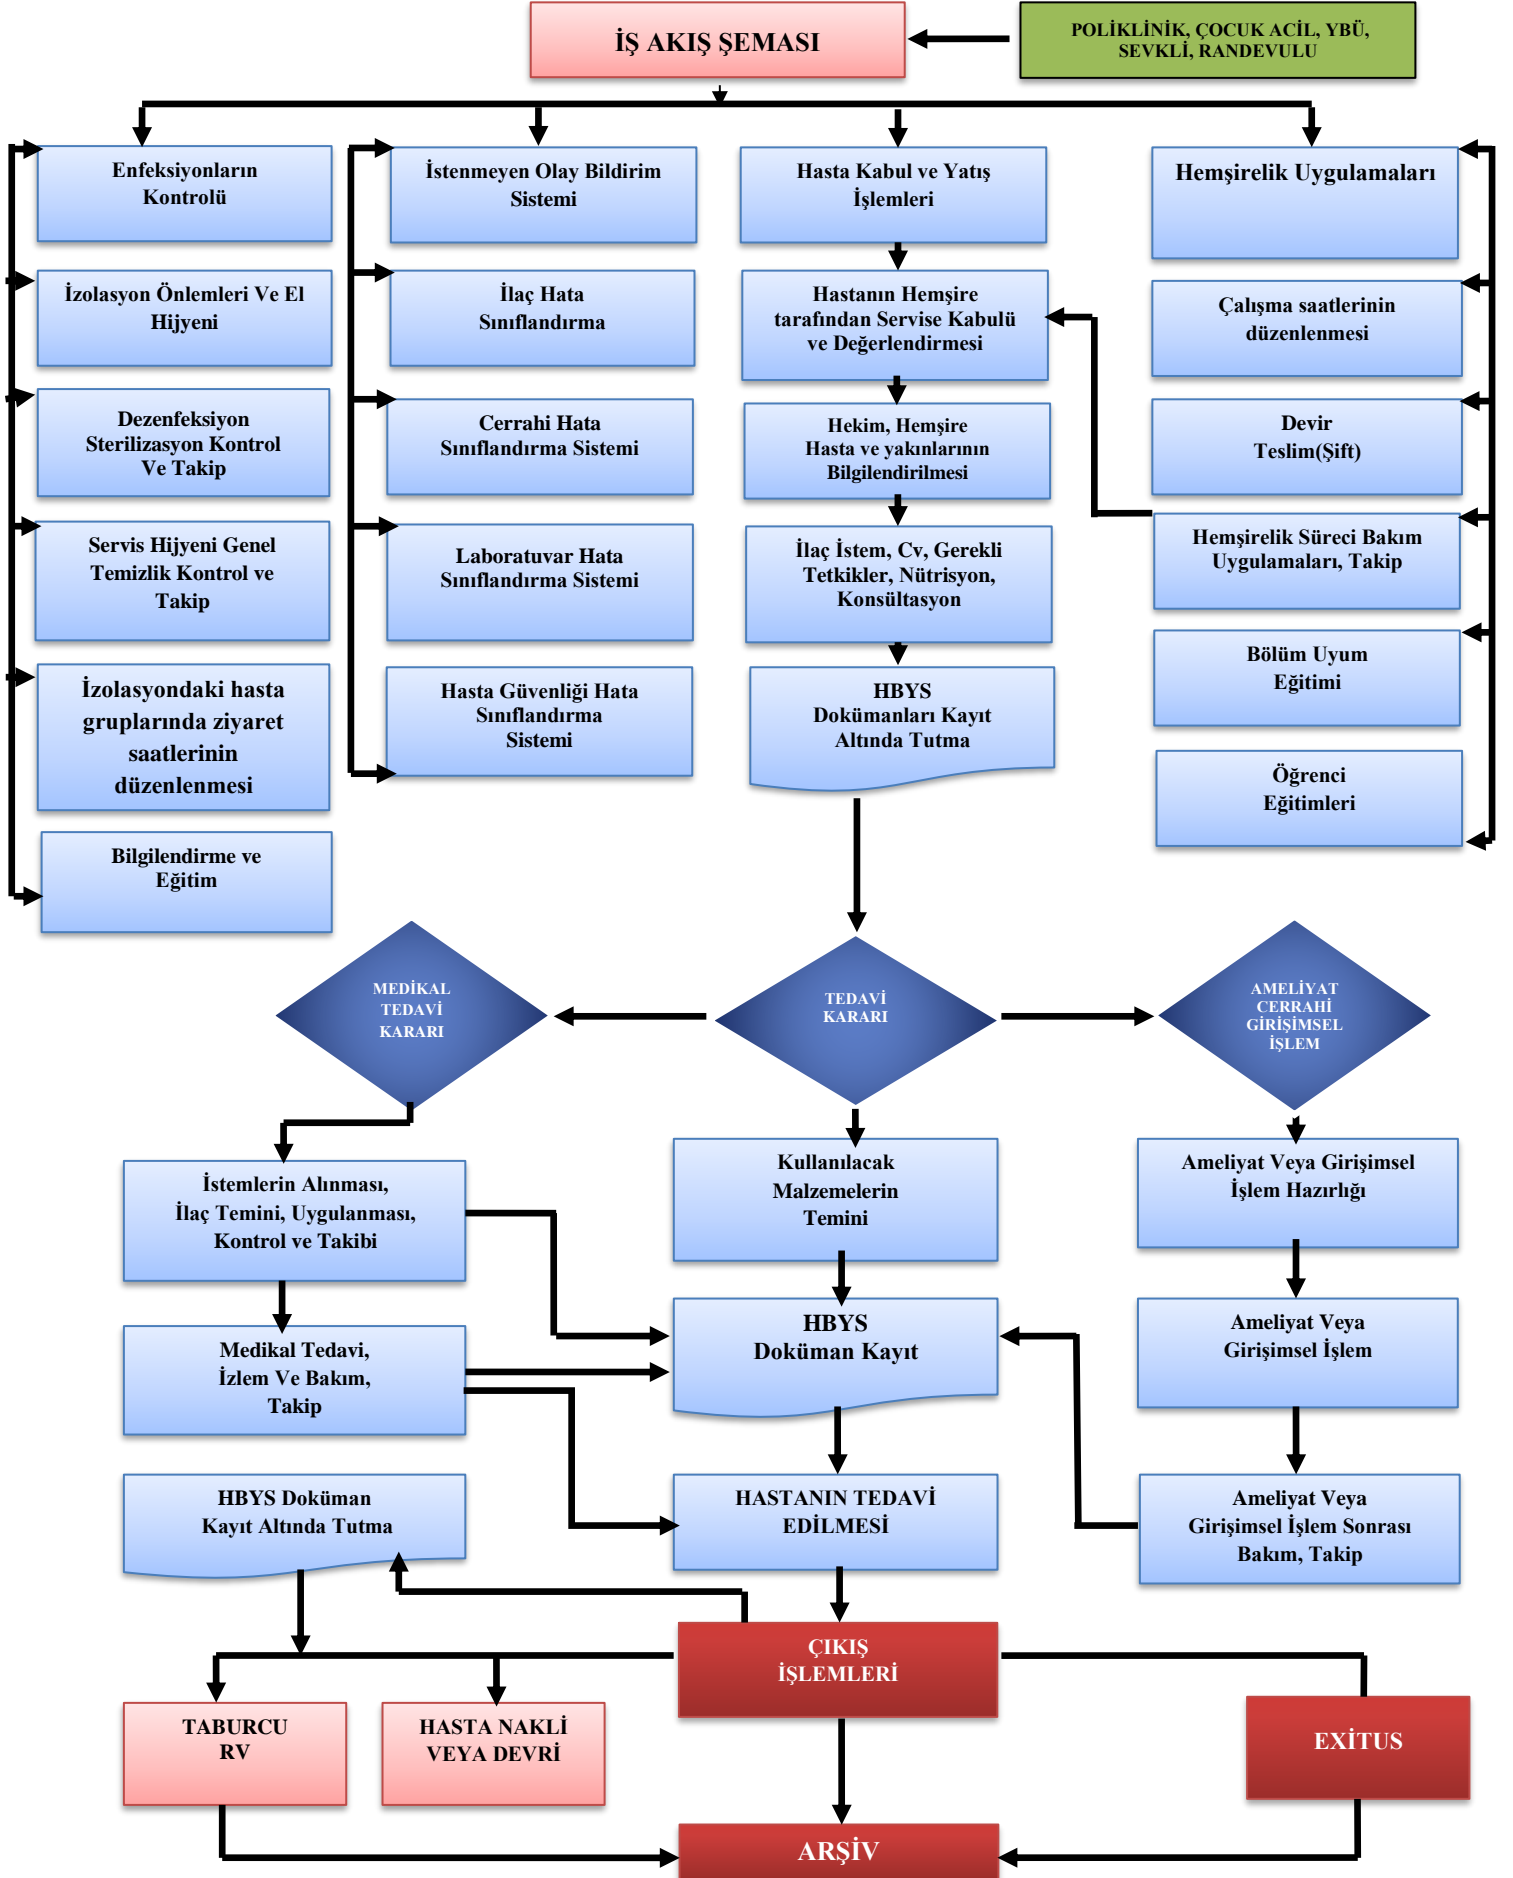 İŞ AKIŞ ŞEMASI
POLİKLİNİK, ÇOCUK ACİL, YBÜ,
SEVKLİ, RANDEVULU
Enfeksiyonların
Kontrolü
İzolasyon Önlemleri Ve El
Hijyeni
Dezenfeksiyon
Sterilizasyon Kontrol
Ve Takip
Servis Hijyeni Genel
Temizlik Kontrol ve
Takip
İzolasyondaki hasta
gruplarında ziyaret
saatlerinin
düzenlenmesi
Bilgilendirme ve
Eğitim
İstenmeyen Olay Bildirim
Sistemi
İlaç Hata
Sınıflandırma
Cerrahi Hata
Sınıflandırma Sistemi
Laboratuvar Hata
Sınıflandırma Sistemi
Hasta Güvenliği Hata
Sınıflandırma
Sistemi
Hasta Kabul ve Yatış
İşlemleri
Hastanın Hemşire
tarafından Servise Kabulü
ve Değerlendirmesi
Hekim, Hemşire
Hasta ve yakınlarının
Bilgilendirilmesi
İlaç İstem, Cv, Gerekli
Tetkikler, Nütrisyon,
Konsültasyon
HBYS
Dokümanları Kayıt
Altında Tutma
Hemşirelik Uygulamaları
Çalışma saatlerinin
düzenlenmesi
Devir
Teslim(Şift)
Hemşirelik Süreci Bakım
Uygulamaları, Takip
Bölüm Uyum
Eğitimi
Öğrenci
Eğitimleri
MEDİKAL
TEDAVİ
KARARI
TEDAVİ
KARARI
AMELİYAT
CERRAHİ
GİRİŞİMSEL
İŞLEM
İstemlerin Alınması,
İlaç Temini, Uygulanması,
Kontrol ve Takibi
Kullanılacak
Malzemelerin
Temini
Ameliyat Veya Girişimsel
İşlem Hazırlığı
Medikal Tedavi,
İzlem Ve Bakım,
Takip
HBYS
Doküman Kayıt
Ameliyat Veya
Girişimsel İşlem
HBYS Doküman
Kayıt Altında Tutma
HASTANIN TEDAVİ
EDİLMESİ
Ameliyat Veya
Girişimsel İşlem Sonrası
Bakım, Takip
ÇIKIŞ
İŞLEMLERİ
TABURCU
RV
HASTA NAKLİ
VEYA DEVRİ
EXİTUS
ARŞİV